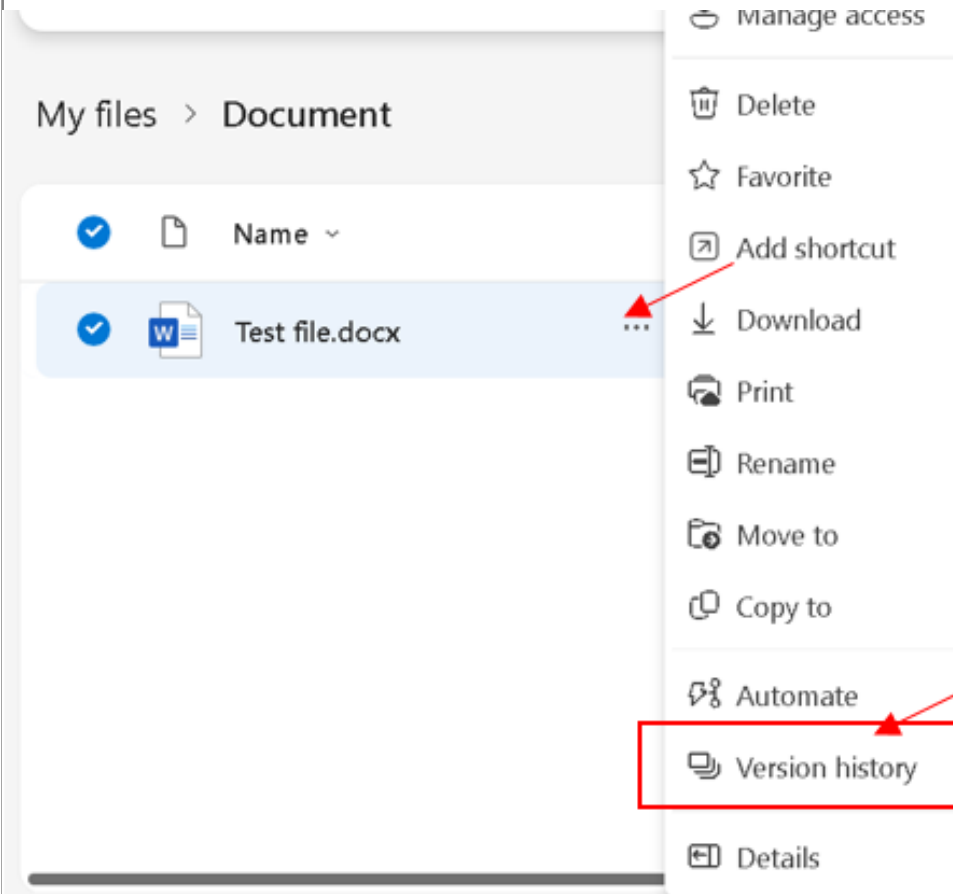 Manage access
My files > Document
Delete
Favorite
Name
Add shortcut
W Test file.docx ...
Download
Print
Rename
Move to
Copy to
Automate
Version history
Details